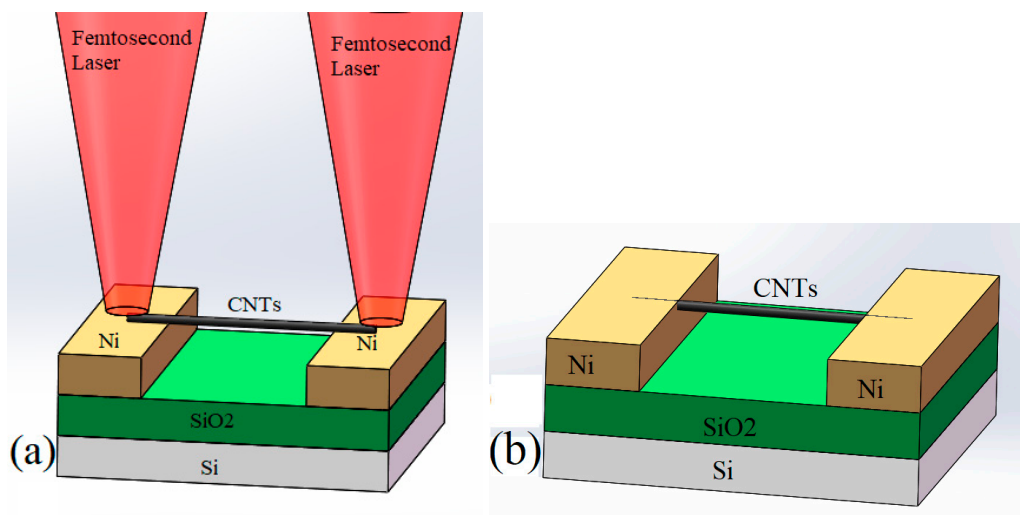 Femtosecond
Laser
Femtosecond
Laser
CNTs
Ni
Ni
SiO2
Si
(a)
CNTs
Ni
Ni
SiO2
Si
(b)